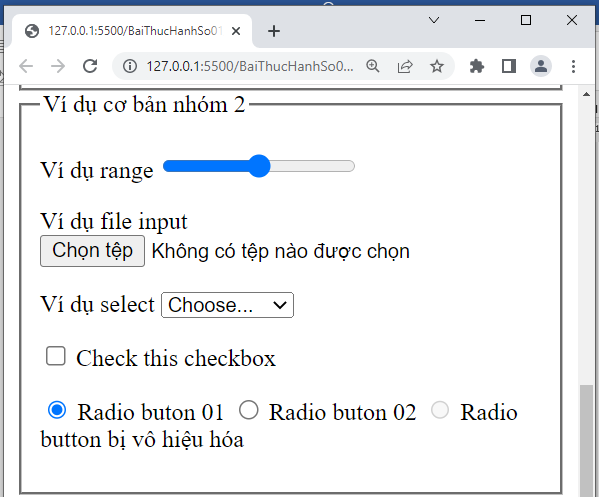 127.0.0.1:5500/BaiThucHanhSo01
127.0.0.1:5500/BaiThucHanhSo0...
Ví dụ cơ bản nhóm 2
Ví dụ range
Ví dụ file input
Chọn tệp Không có tệp nào được chọn
Ví dụ select Choose...
Check this checkbox
Radio buton 01 Radio buton 02 Radio
button bị vô hiệu hóa